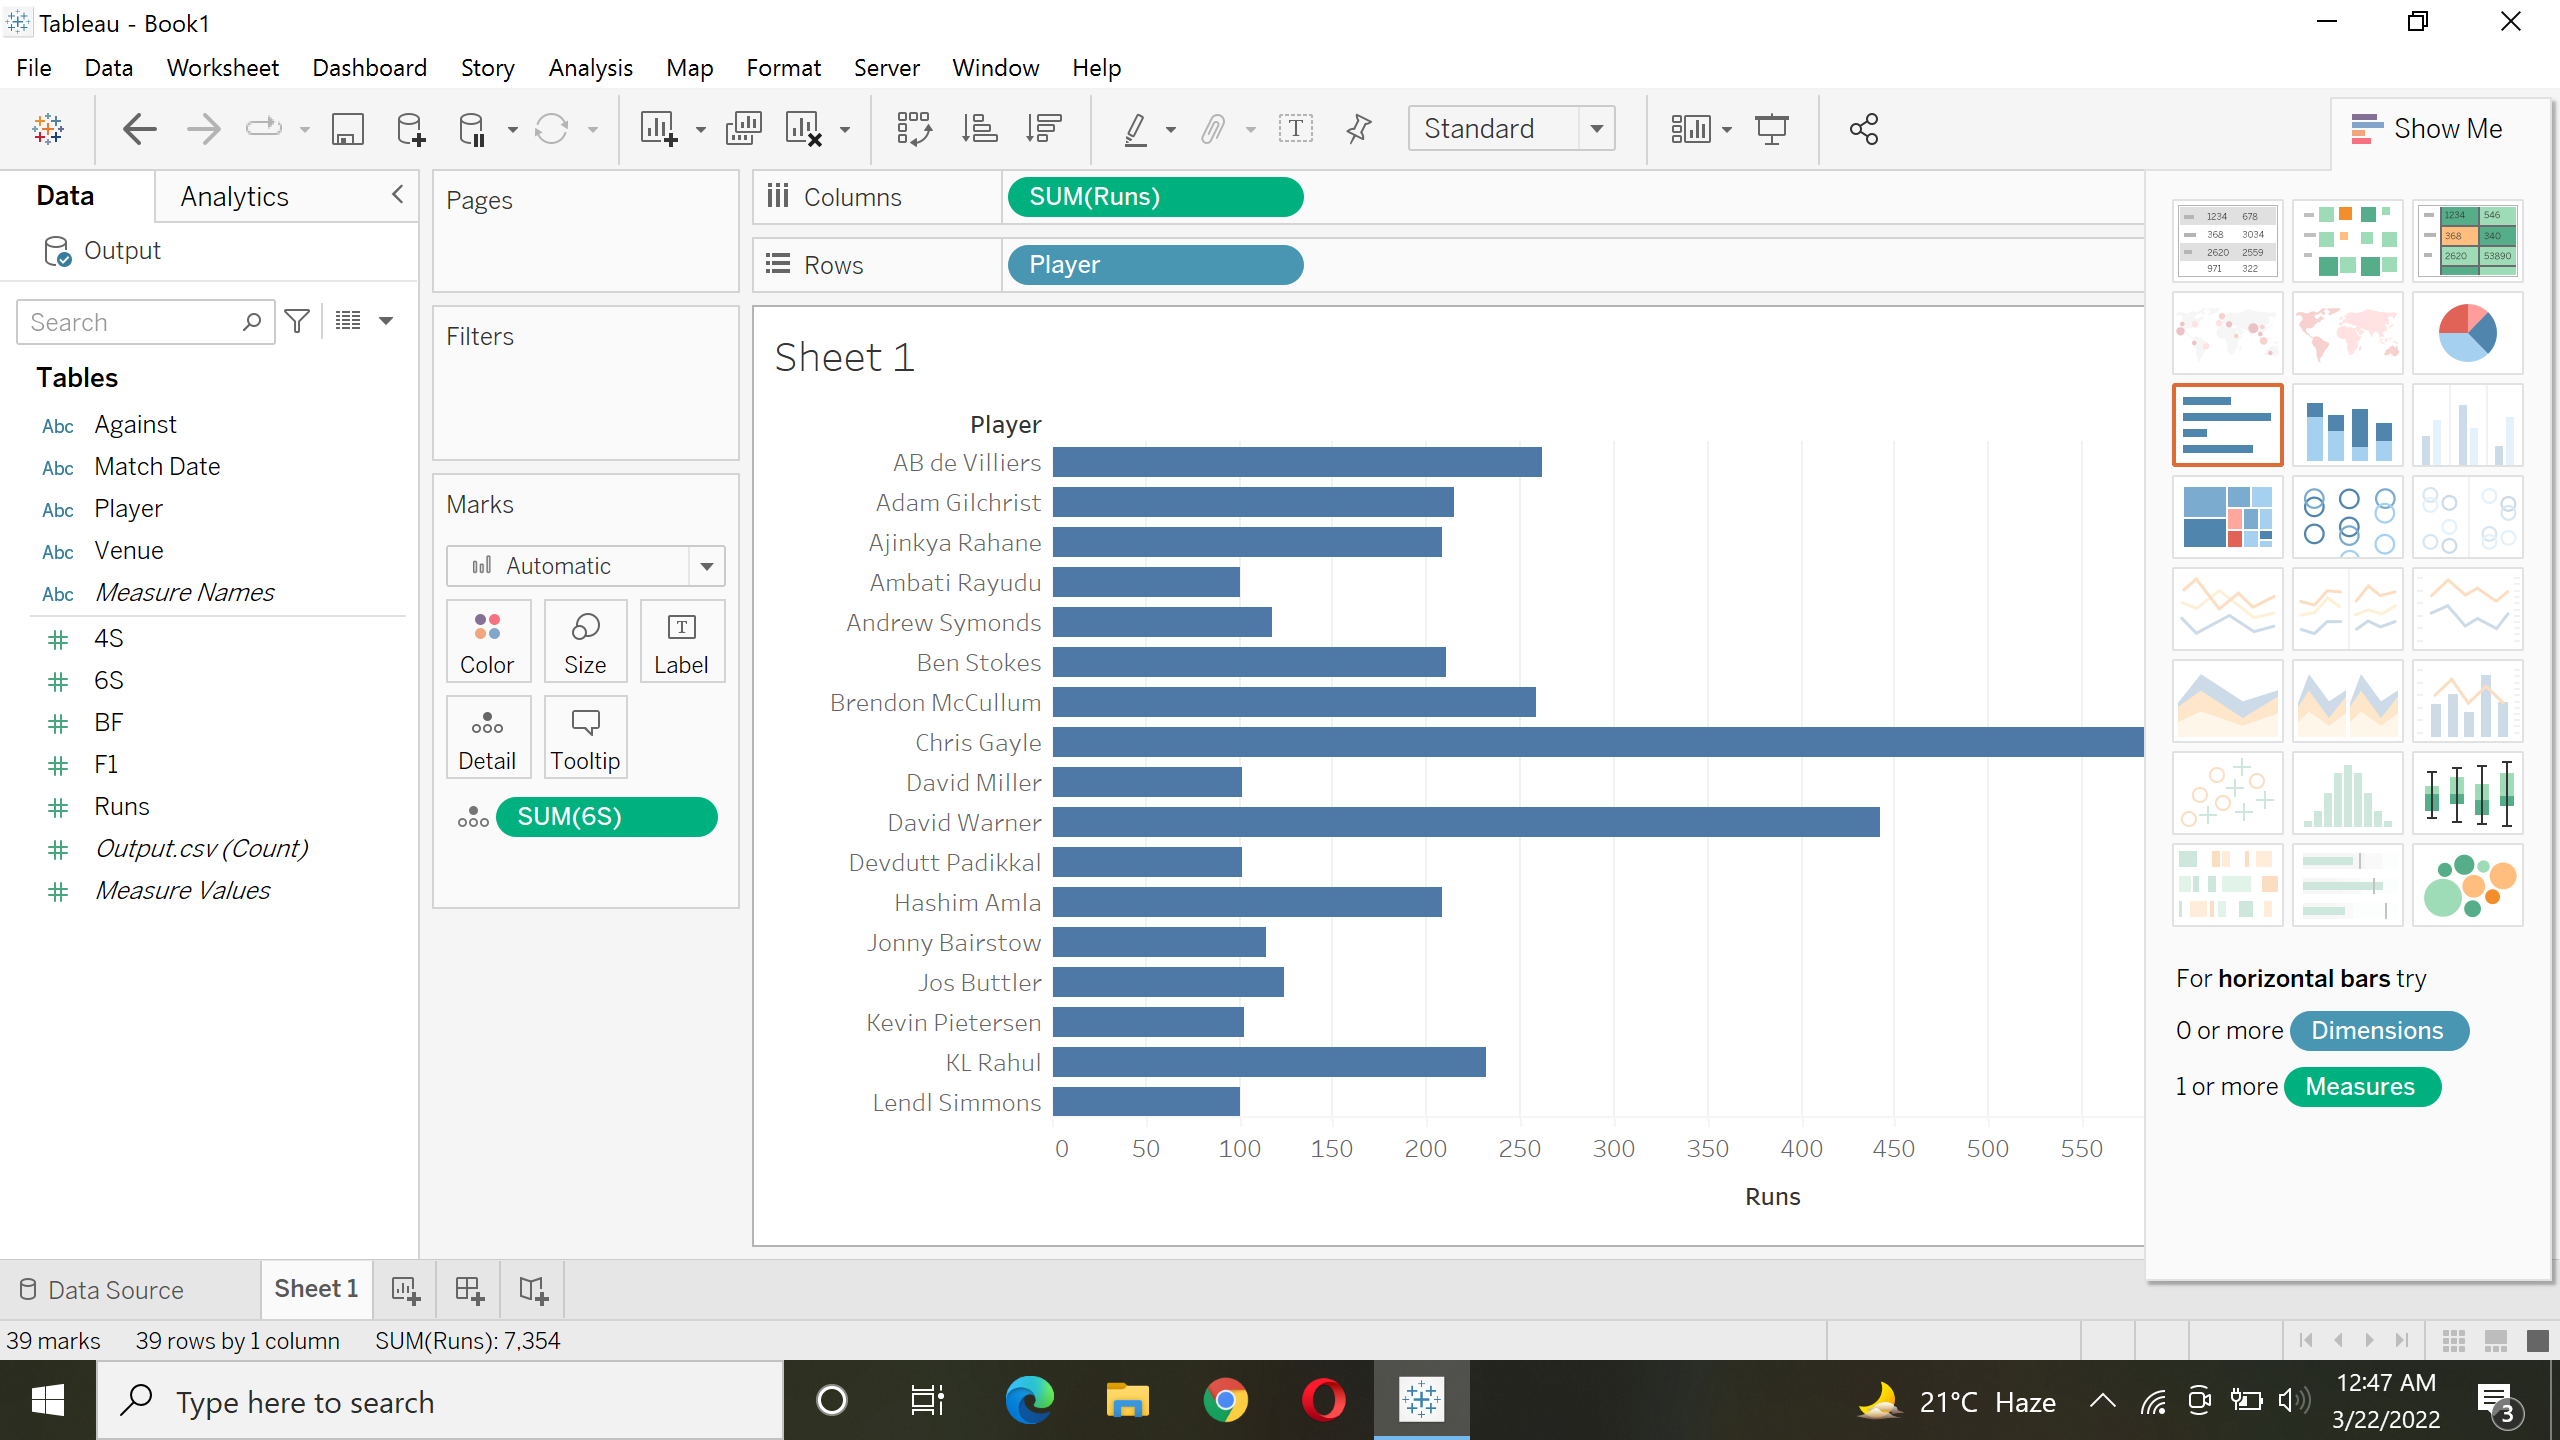 Tableau - Book1
File Data Worksheet Dashboard Story Analysis Map Format Server Window Help
Standard
Show Me
Data Analytics
Output
Search
Tables
Abc Against
Abc Match Date
Abc Player
Abc Venue
Abc Measure Names
4S
6S
BF
F1
Runs
Output.csv (Count)
Measure Values
Pages
Filters
Marks
Automatic
Color Size Label
Detail Tooltip
SUM(6S)
Columns SUM(Runs)
Rows Player
Sheet 1
Player
AB de Villiers
Adam Gilchrist
Ajinkya Rahane
Ambati Rayudu
Andrew Symonds
Ben Stokes
Brendon McCullum
Chris Gayle
David Miller
David Warner
Devdutt Padikkal
Hashim Amla
Jonny Bairstow
Jos Buttler
Kevin Pietersen
KL Rahul
Lendl Simmons
0 50 100 150 200 250 300 350 400 450 500 550
Runs
1234 678
368 3034
2620 2559
971 322
1234 546
368 340
2620 53890
For horizontal bars try
0 or more Dimensions
1 or more Measures
Data Source Sheet 1
39 marks 39 rows by 1 column SUM(Runs): 7,354
Type here to search
21°C Haze
12:47 AM
3/22/2022
3